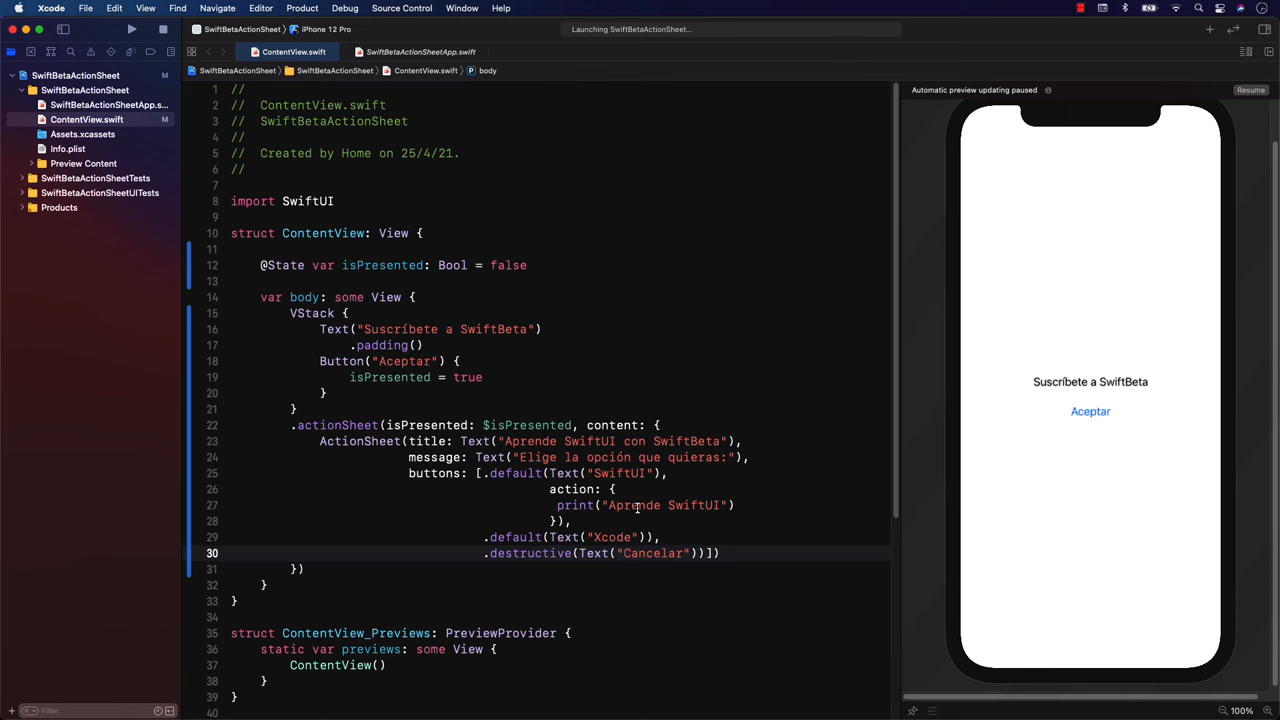 Xcode File Edit View Find Navigate Editor Product Debug Source Control Window Help
SwiftBetaActionSheet iPhone 12 Pro Launching SwiftBetaActionSheet...
ContentView.swift SwiftBetaActionSheetApp.swift
SwiftBetaActionSheet SwiftBetaActionSheet ContentView.swift P body
SwiftBetaActionSheet M
SwiftBetaActionSheet
SwiftBetaActionSheetApp.s...
ContentView.swift M
Assets.xcassets
Info.plist
Preview Content
SwiftBetaActionSheetTests
SwiftBetaActionSheetUITests
Products
Filter
1 //
2 // ContentView.swift
3 // SwiftBetaActionSheet
4 //
5 // Created by Home on 25/4/21.
6 //
7
8 import SwiftUI
9
10 struct ContentView: View {
11
12 @State var isPresented: Bool = false
13
14 var body: some View {
15 VStack {
16 Text("Suscríbete a SwiftBeta")
17 .padding()
18 Button("Aceptar") {
19 isPresented = true
20 }
21 }
22 .actionSheet(isPresented: $isPresented, content: {
23 ActionSheet(title: Text("Aprende SwiftUI con SwiftBeta"),
24 message: Text("Elige la opción que quieras:"),
25 buttons: [.default(Text("SwiftUI"),
26 action: {
27 print("Aprende SwiftUI")
28 }),
29 .default(Text("Xcode")),
30 .destructive(Text("Cancelar"))])
31 })
32 }
33 }
34
35 struct ContentView_Previews: PreviewProvider {
36 static var previews: some View {
37 ContentView()
38 }
39 }
40
Automatic preview updating paused Resume
Suscríbete a SwiftBeta
Aceptar
100%